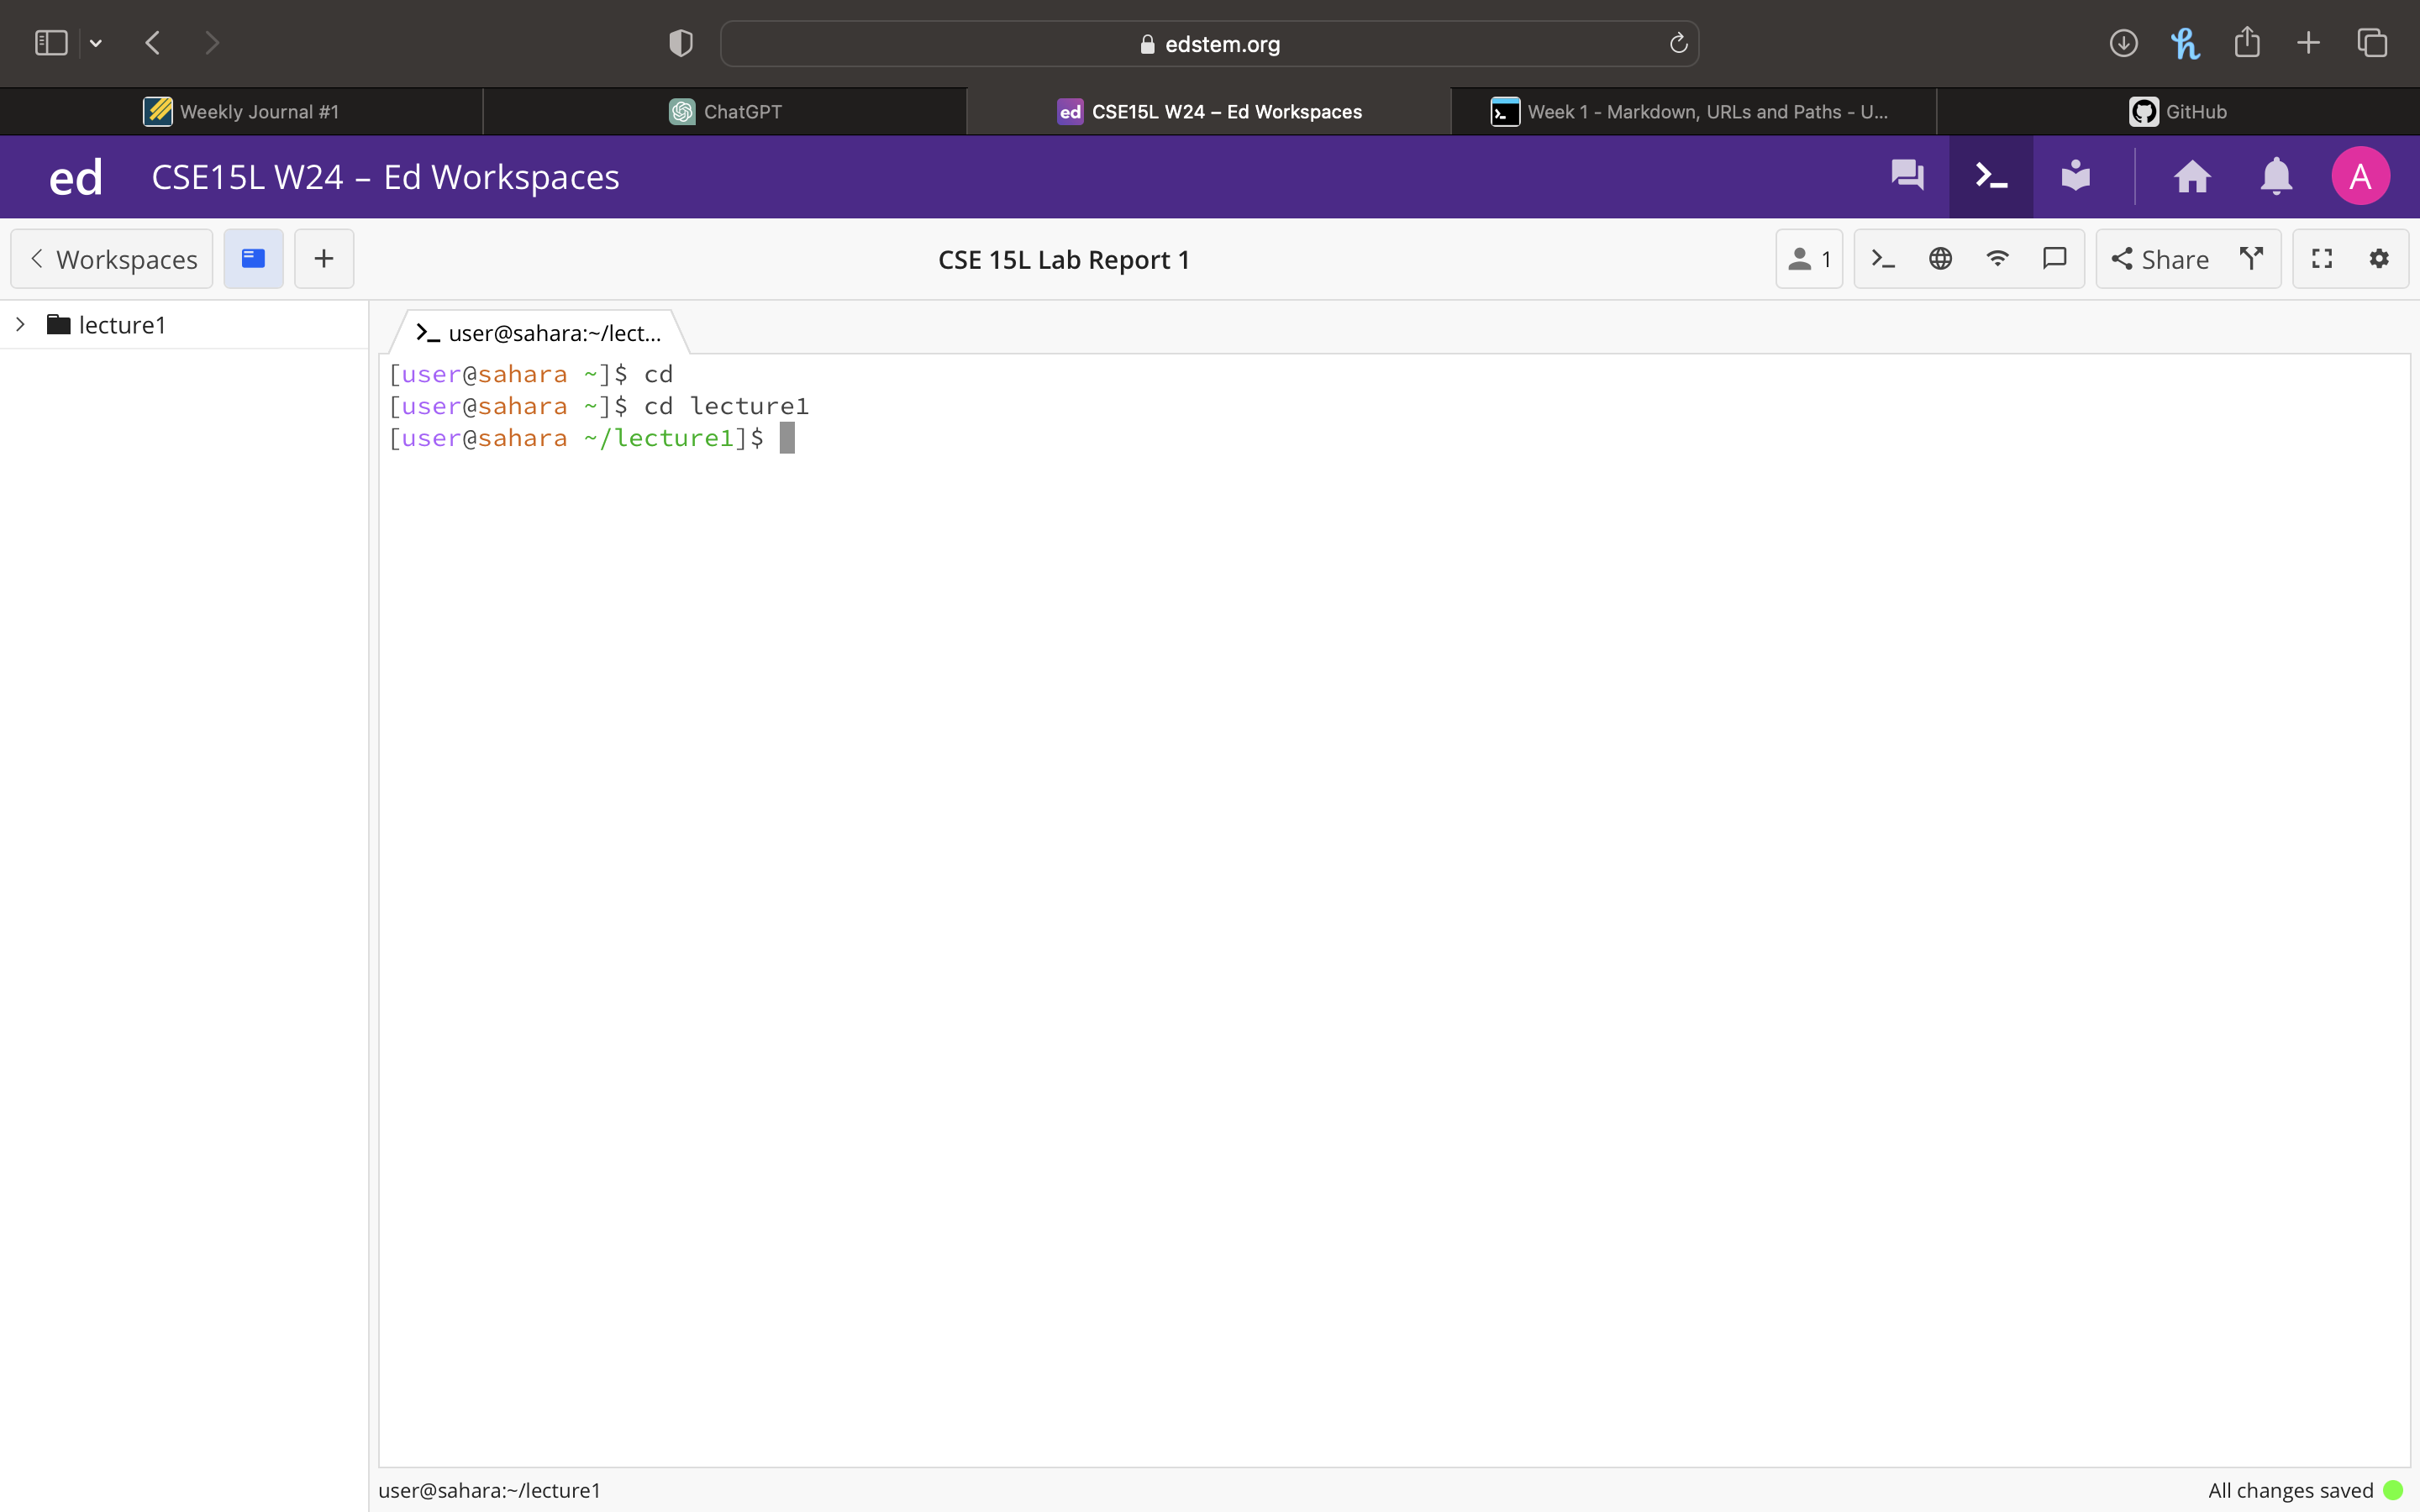 edstem.org
Weekly Journal #1
ChatGPT
ed CSE15L W24 – Ed Workspaces
Week 1 - Markdown, URLs and Paths - U...
GitHub
ed CSE15L W24 – Ed Workspaces
A
Workspaces
CSE 15L Lab Report 1
1
Share
lecture1
user@sahara:~/lect...
[user@sahara ~]$ cd
[user@sahara ~]$ cd lecture1
[user@sahara ~/lecture1]$
user@sahara:~/lecture1
All changes saved